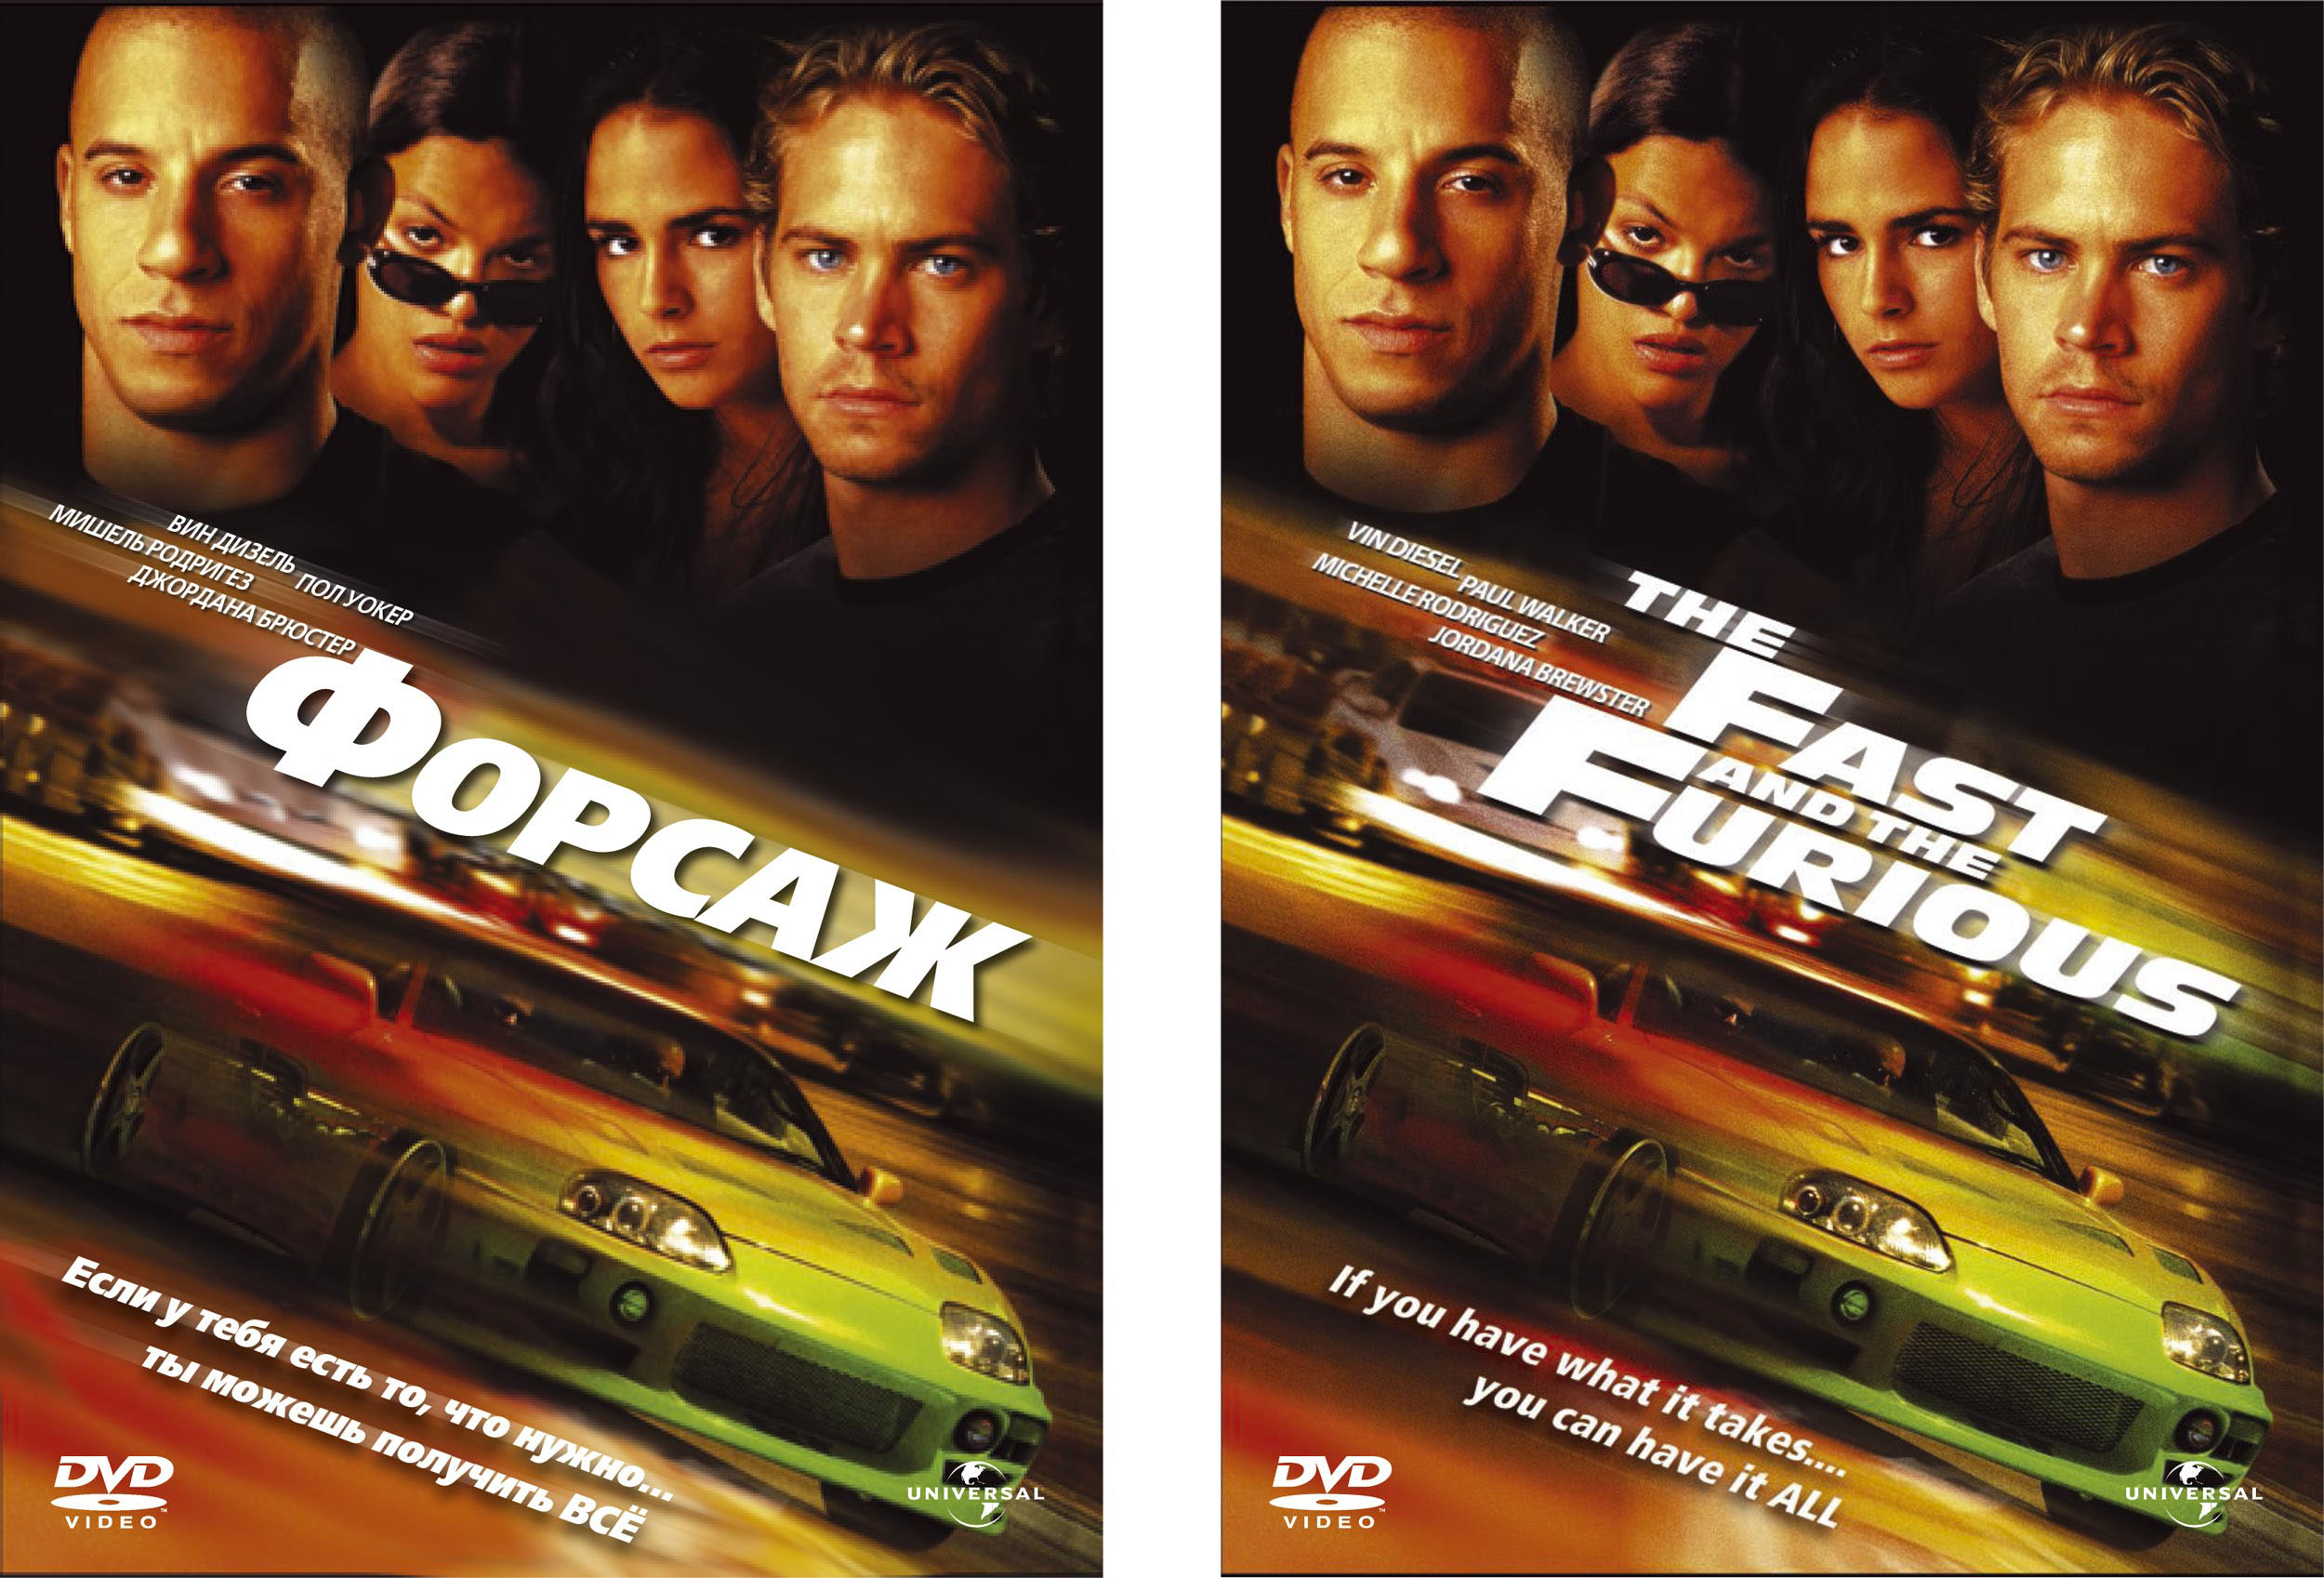 ВИН ДИЗЕЛЬ ПОЛ УОКЕР
МИШЕЛЬ РОДРИГЕЗ
ДЖОРДАНА БРЮСТЕР
ФОРСАЖ
Если у тебя есть то, что нужно...
ты можешь получить ВСЁ
DVD
VIDEO
UNIVERSAL
VIN DIESEL PAUL WALKER
MICHELLE RODRIGUEZ
JORDANA BREWSTER
THE
FAST
AND THE
FURIOUS
If you have what it takes....
you can have it ALL
DVD
VIDEO
UNIVERSAL